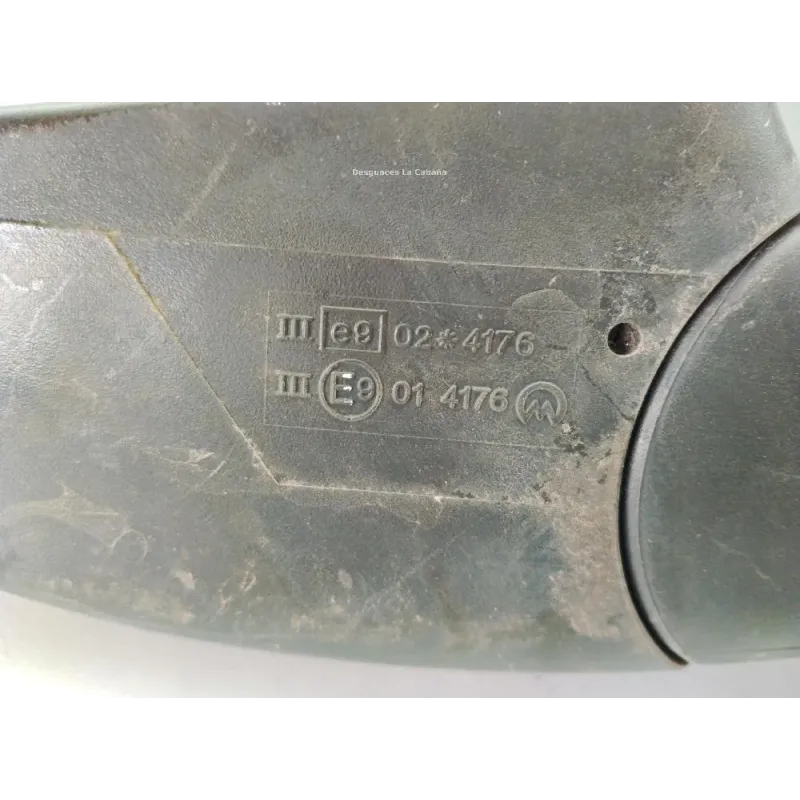 Desguaces La Cabaña
III e9 02*4176
III E9 01 4176 M